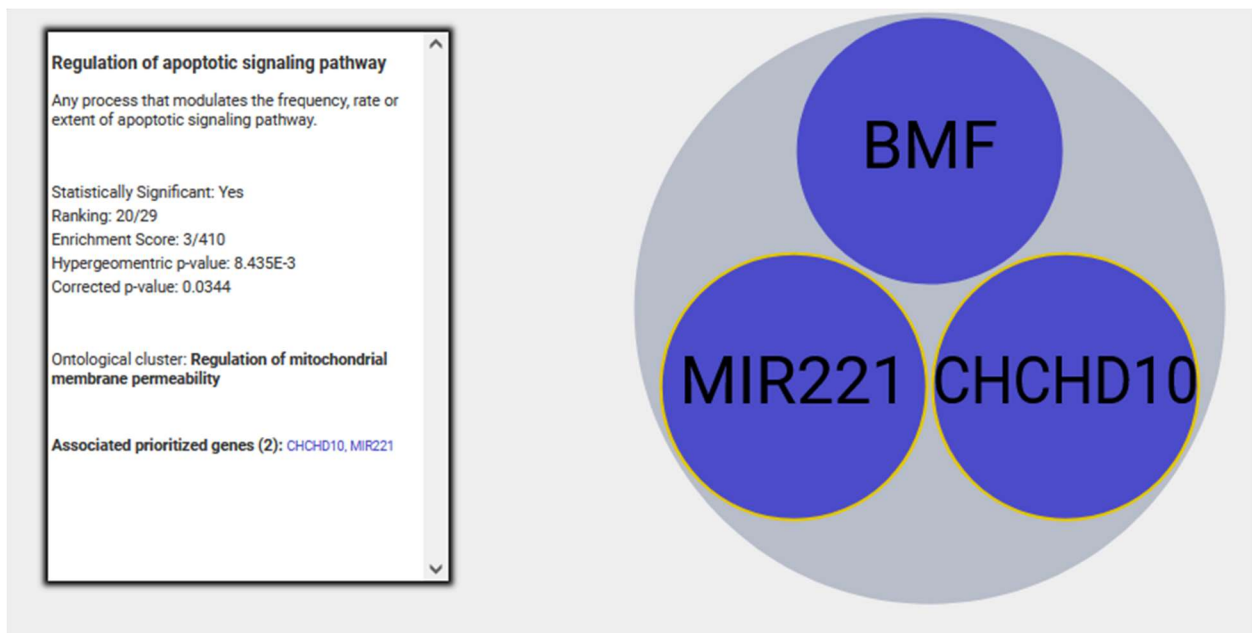 Regulation of apoptotic signaling pathway
Any process that modulates the frequency, rate or
extent of apoptotic signaling pathway.
Statistically Significant: Yes
Ranking: 20/29
Enrichment Score: 3/410
Hypergeomentric p-value: 8.435E-3
Corrected p-value: 0.0344
Ontological cluster: Regulation of mitochondrial
membrane permeability
Associated prioritized genes (2): CHCHD10, MIR221
BMF
MIR221
CHCHD10